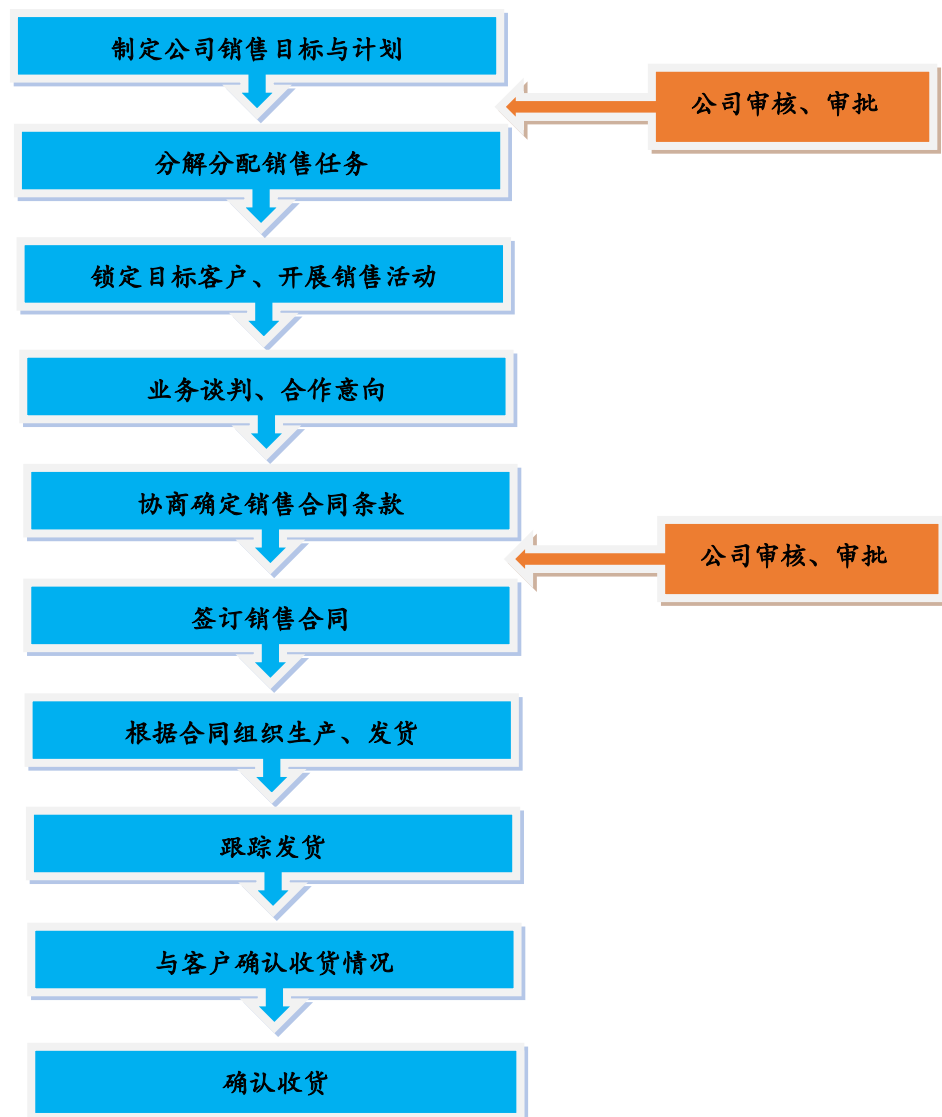 制定公司销售目标与计划
公司审核、审批
分解分配销售任务
锁定目标客户、开展销售活动
业务谈判、合作意向
协商确定销售合同条款
公司审核、审批
签订销售合同
根据合同组织生产、发货
跟踪发货
与客户确认收货情况
确认收货